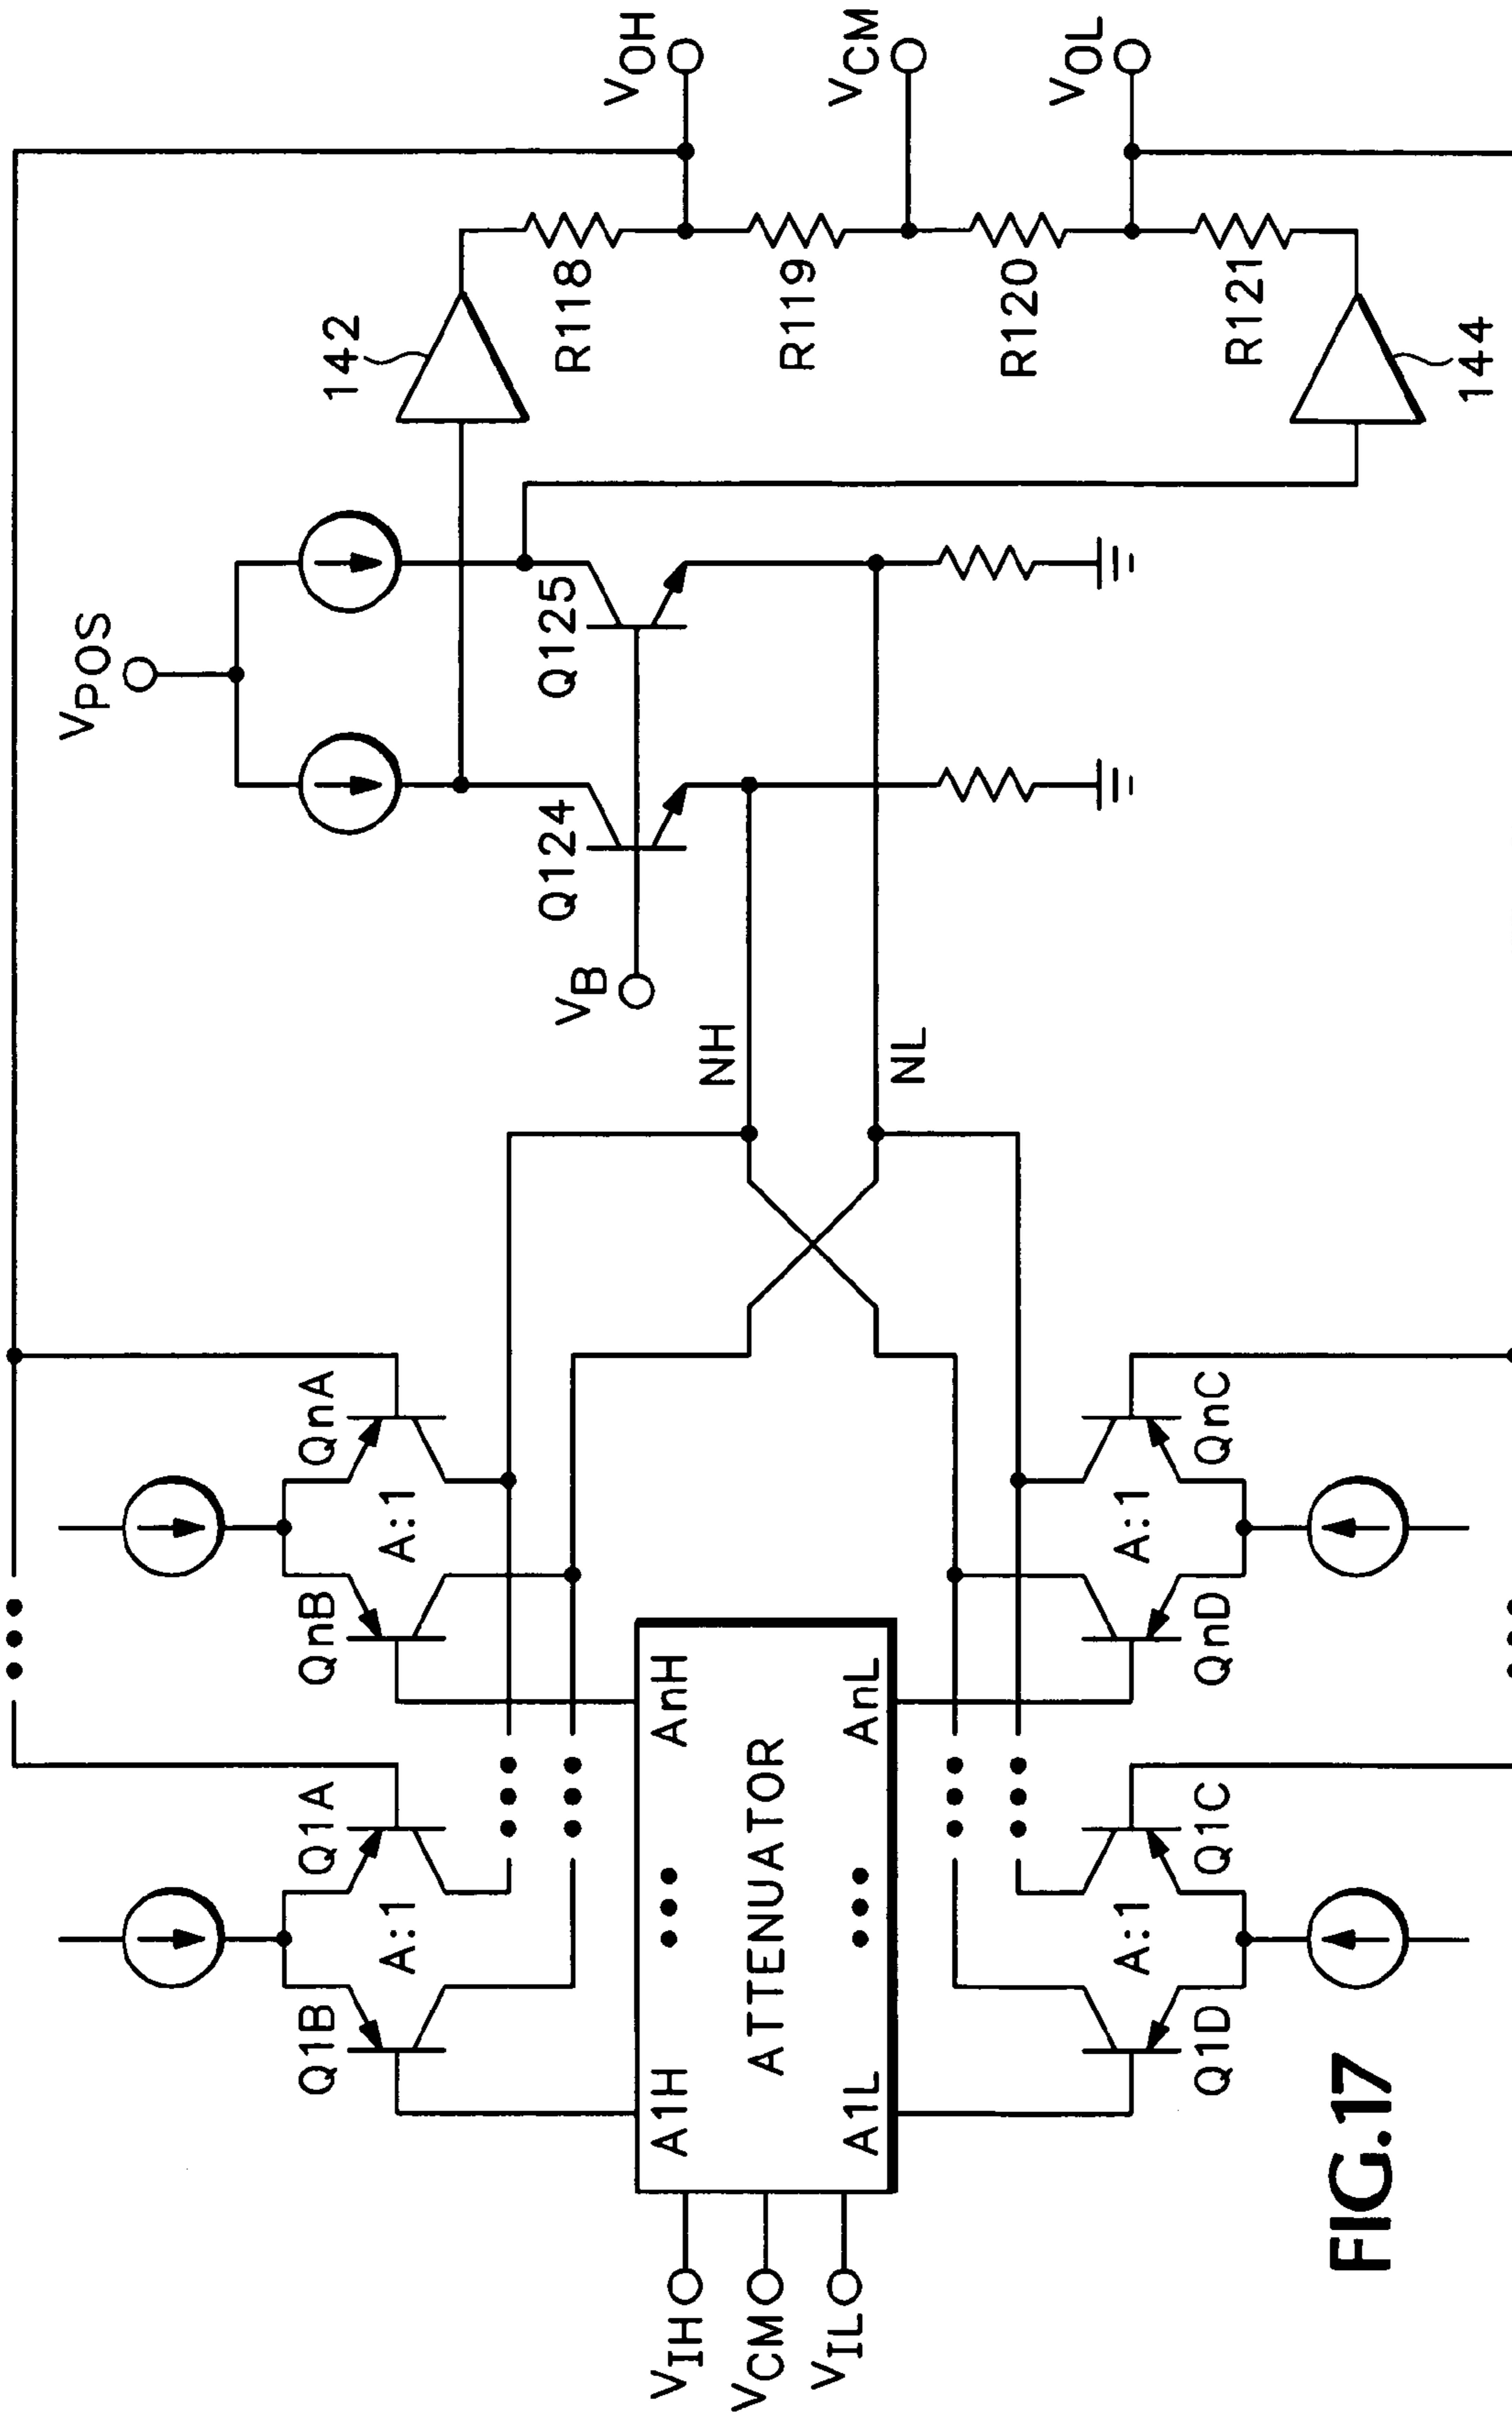 VPOS
142
VOH
R118
VCM
R119
R120
VOL
R121
144
Q124
Q125
VB
NH
NL
Q1B
Q1A
A:1
QnB
QnA
A:1
VIH
VCM
VIL
A1H
AnH
ATTENUATOR
A1L
AnL
A:1
Q1D
Q1C
A:1
QnD
QnC
FIG.17